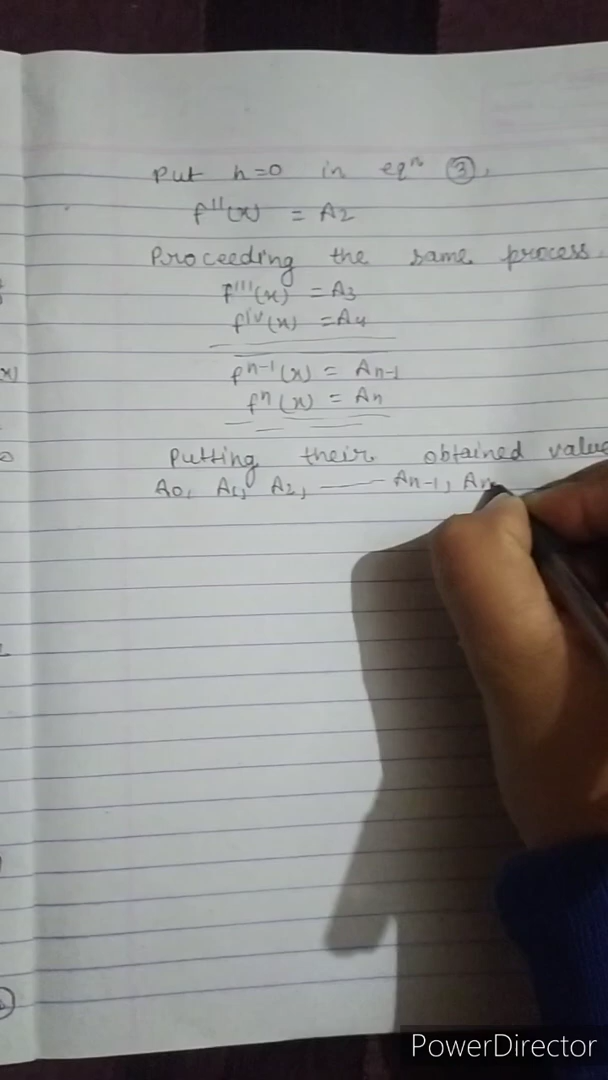 Put h=0 in eqⁿ ③,
f''(x) = A2
Proceeding the same process.
f'''(x) = A3
fⁱᵛ(x) = A4
fⁿ⁻¹(x) = An-1
fⁿ(x) = An
Putting their obtained value
A0, A1, A2, —— An-1, An
PowerDirector